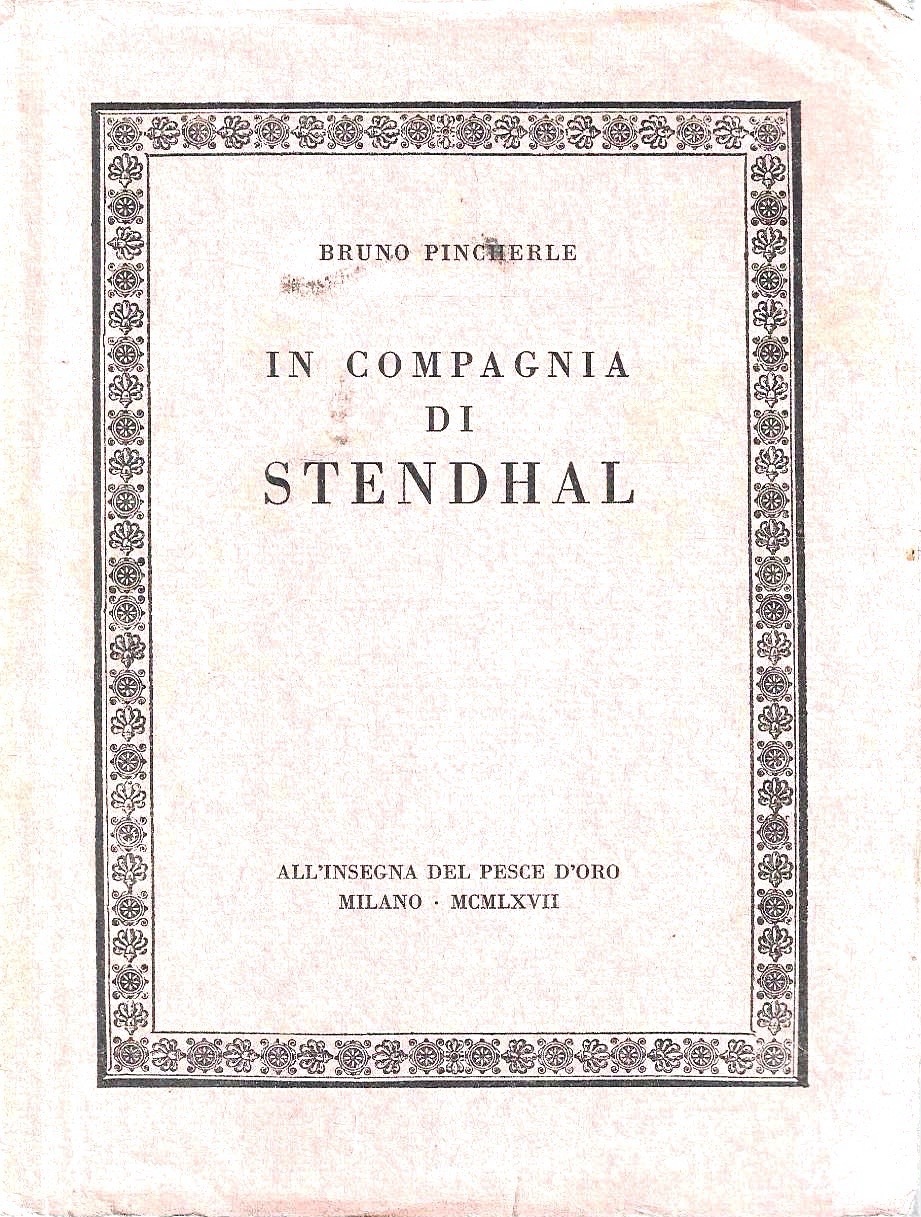 BRUNO PINCHERLE
IN COMPAGNIA
DI
STENDHAL
ALL'INSEGNA DEL PESCE D'ORO
MILANO · MCMLXVII